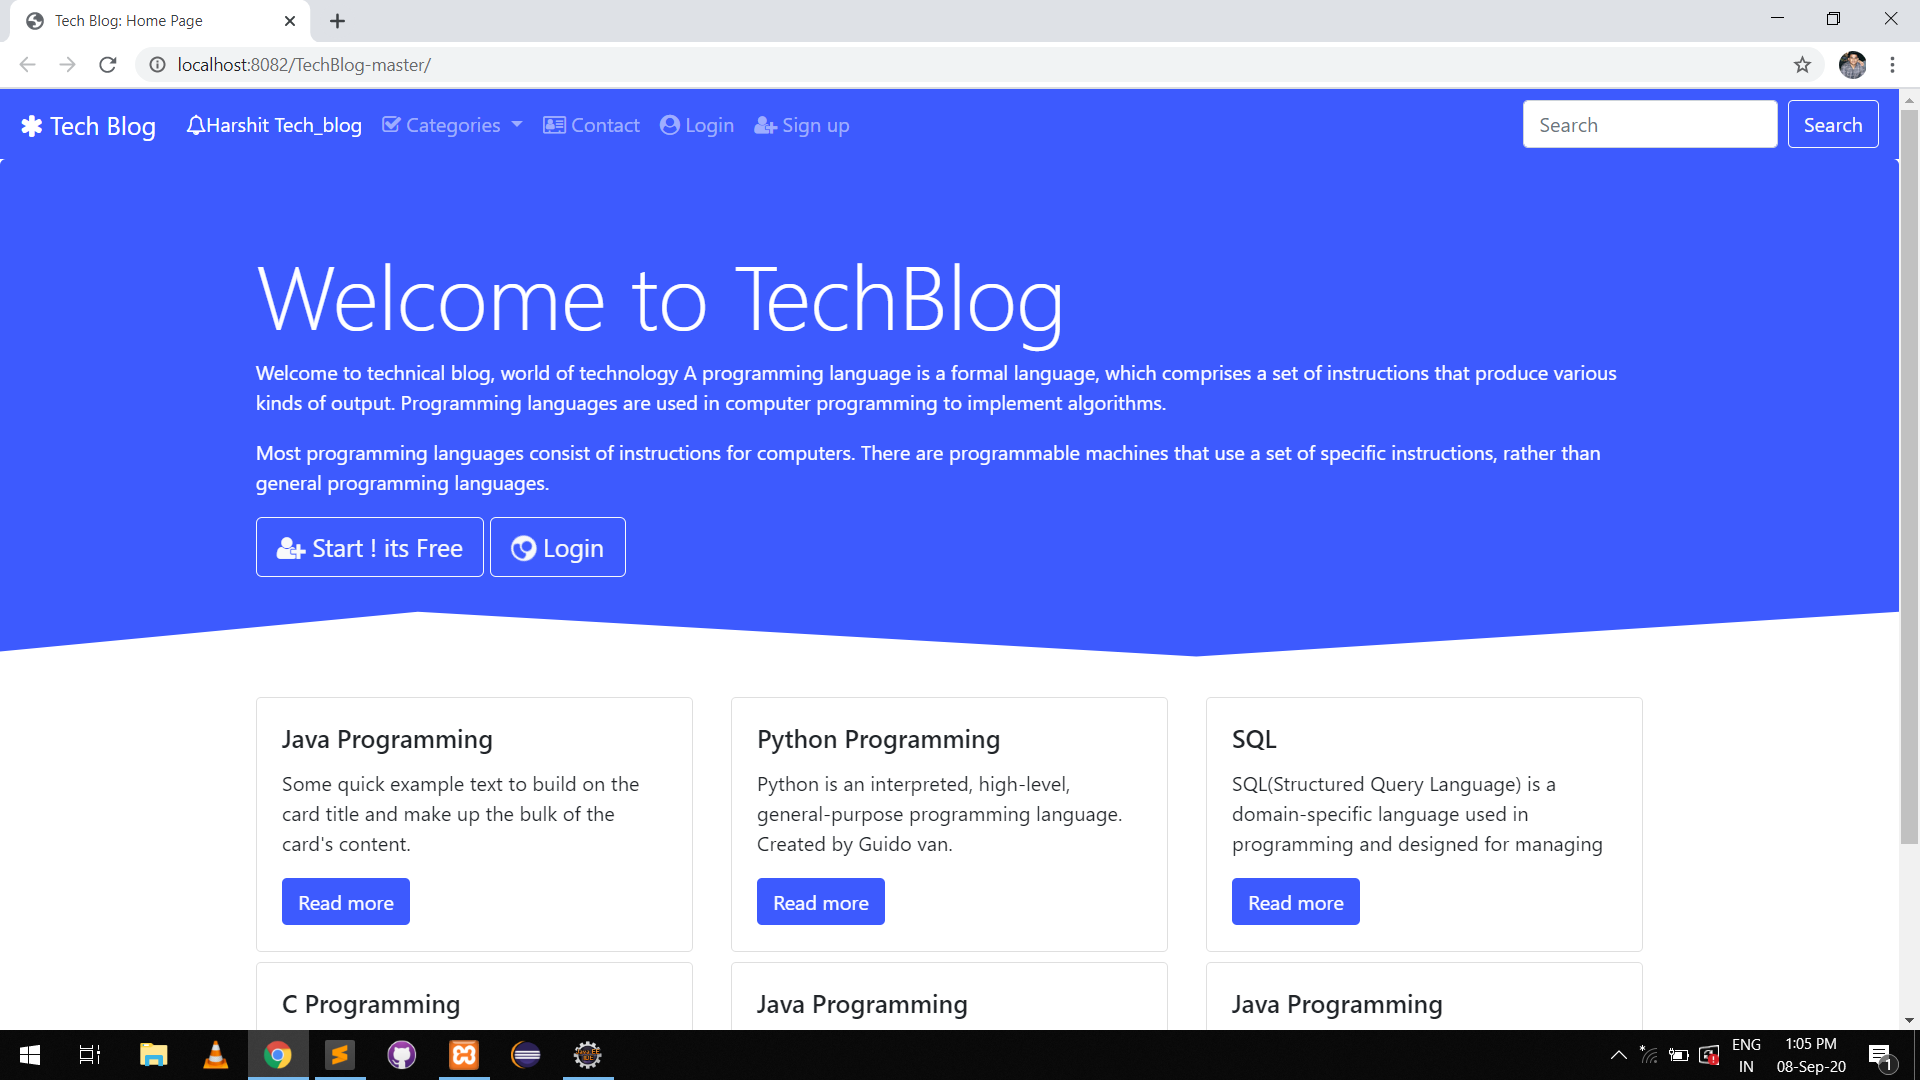 Tech Blog: Home Page
localhost:8082/TechBlog-master/
Tech Blog Harshit Tech_blog Categories Contact Login Sign up Search Search
Welcome to TechBlog
Welcome to technical blog, world of technology A programming language is a formal language, which comprises a set of instructions that produce various
kinds of output. Programming languages are used in computer programming to implement algorithms.
Most programming languages consist of instructions for computers. There are programmable machines that use a set of specific instructions, rather than
general programming languages.
Start ! its Free Login
Java Programming
Some quick example text to build on the
card title and make up the bulk of the
card's content.
Read more
Python Programming
Python is an interpreted, high-level,
general-purpose programming language.
Created by Guido van.
Read more
SQL
SQL(Structured Query Language) is a
domain-specific language used in
programming and designed for managing
Read more
C Programming
Java Programming
Java Programming
ENG
IN
1:05 PM
08-Sep-20
1